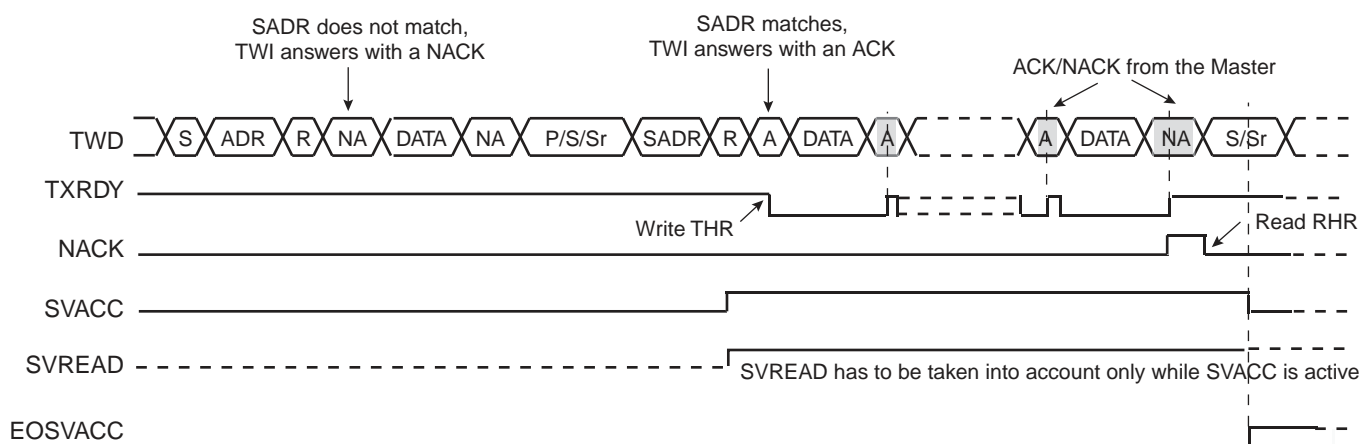 SADR does not match,
TWI answers with a NACK
SADR matches,
TWI answers with an ACK
ACK/NACK from the Master
TWD S ADR R NA DATA NA P/S/Sr SADR R A DATA A A DATA NA S/Sr
TXRDY
Write THR
Read RHR
NACK
SVACC
SVREAD
SVREAD has to be taken into account only while SVACC is active
EOSVACC